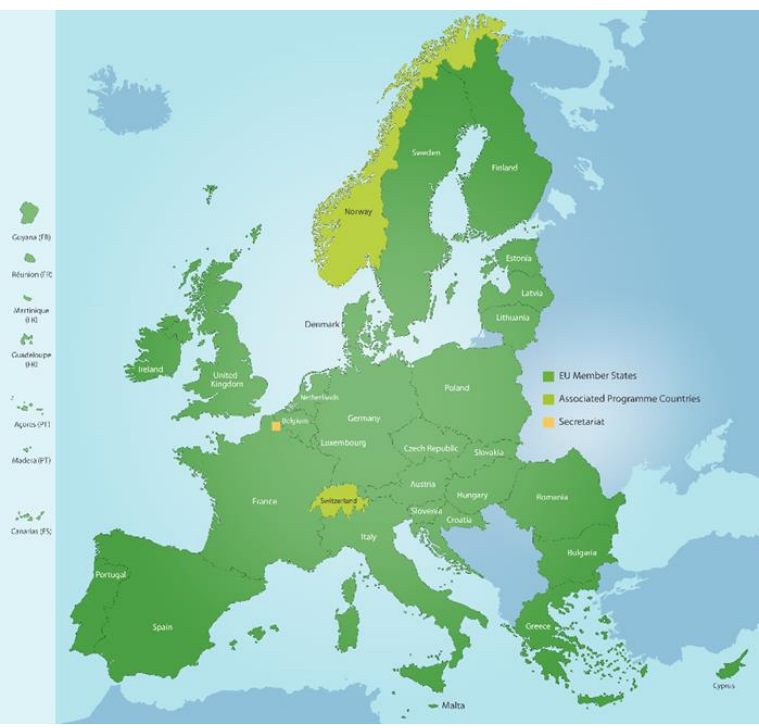 Guyana (FR)
Réunion (FR)
Martinique
(FR)
Guadeloupe
(FR)
Açores (PT)
Madera (PT)
Canarias (ES)
Sweden
Finland
Norway
Estonia
Latvia
Lithuania
Denmark
Ireland
United
Kingdom
Netherlands
Belgium
Luxembourg
Germany
Poland
EU Member States
Associated Programme Countries
Secretariat
Czech Republic
Slovakia
Austria
Hungary
Romania
France
Switzerland
Slovenia
Croatia
Italy
Bulgaria
Portugal
Spain
Greece
Malta
Cyprus